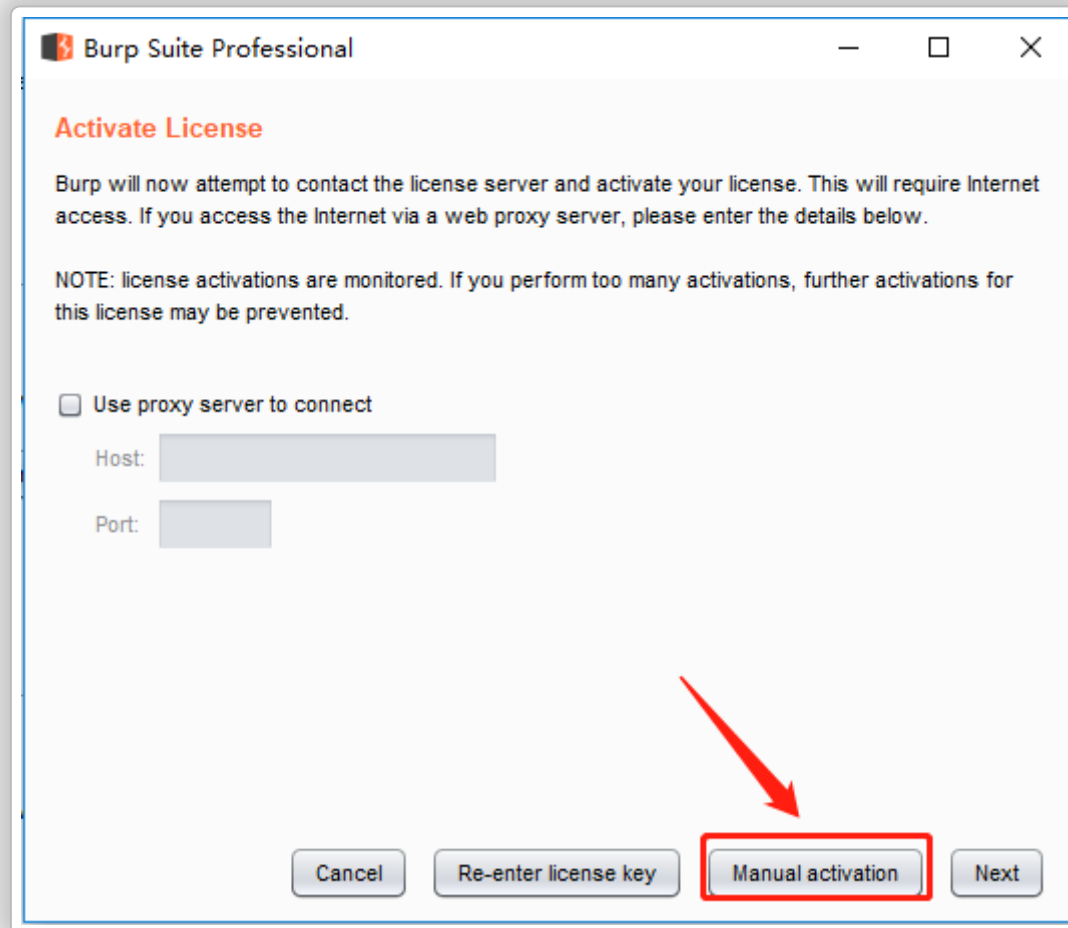 Burp Suite Professional
Activate License
Burp will now attempt to contact the license server and activate your license. This will require Internet
access. If you access the Internet via a web proxy server, please enter the details below.
NOTE: license activations are monitored. If you perform too many activations, further activations for
this license may be prevented.
Use proxy server to connect
Host:
Port:
Cancel Re-enter license key Manual activation Next